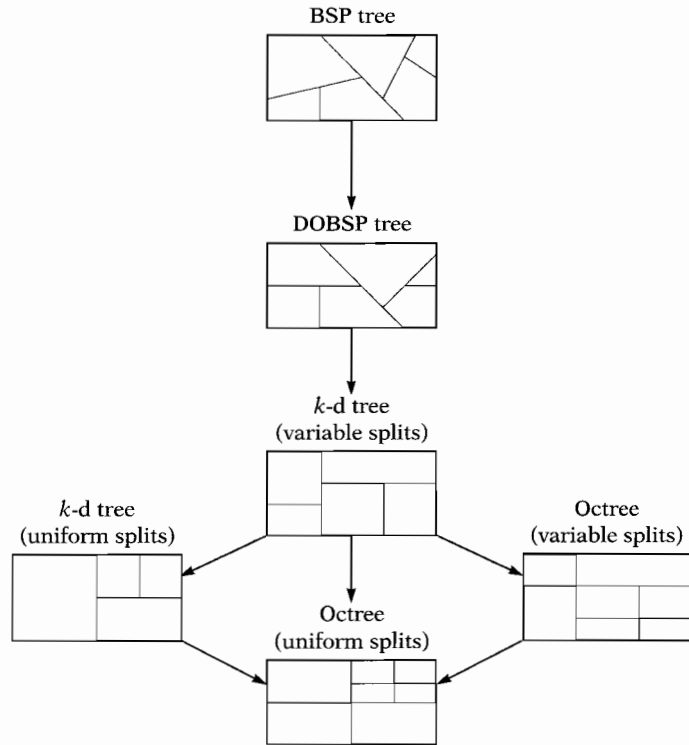 BSP tree
DOBSP tree
k-d tree
(variable splits)
k-d tree
(uniform splits)
Octree
(variable splits)
Octree
(uniform splits)